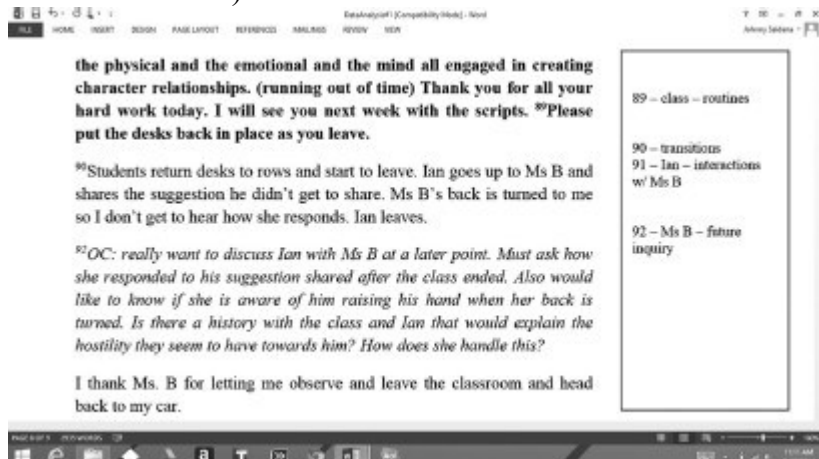 DataAnalysis#1 [Compatibility Mode] - Word
FILE HOME INSERT DESIGN PAGE LAYOUT REFERENCES MAILINGS REVIEW VIEW
Johnny Saldana
the physical and the emotional and the mind all engaged in creating
character relationships. (running out of time) Thank you for all your
hard work today. I will see you next week with the scripts. 89Please
put the desks back in place as you leave.
90Students return desks to rows and start to leave. Ian goes up to Ms B and
shares the suggestion he didn't get to share. Ms B's back is turned to me
so I don't get to hear how she responds. Ian leaves.
92OC: really want to discuss Ian with Ms B at a later point. Must ask how
she responded to his suggestion shared after the class ended. Also would
like to know if she is aware of him raising his hand when her back is
turned. Is there a history with the class and Ian that would explain the
hostility they seem to have towards him? How does she handle this?
I thank Ms. B for letting me observe and leave the classroom and head
back to my car.
89 – class – routines
90 – transitions
91 – Ian – interactions
w/ Ms B
92 – Ms B – future
inquiry
WORDS